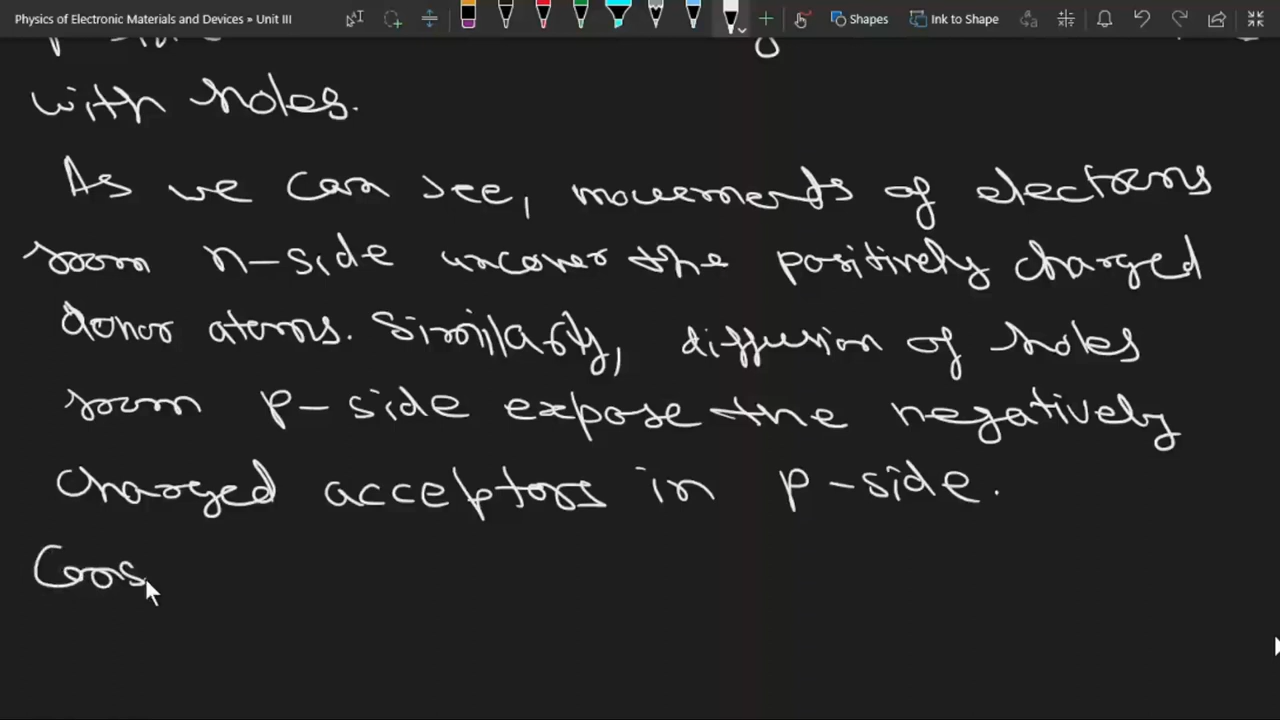 Physics of Electronic Materials and Devices » Unit III
Shapes
Ink to Shape
with holes.
As we can see, movements of electrons
from n-side uncover the positively charged
donor atoms. Similarly, diffusion of holes
from p-side expose the negatively
charged acceptors in p-side.
Cons